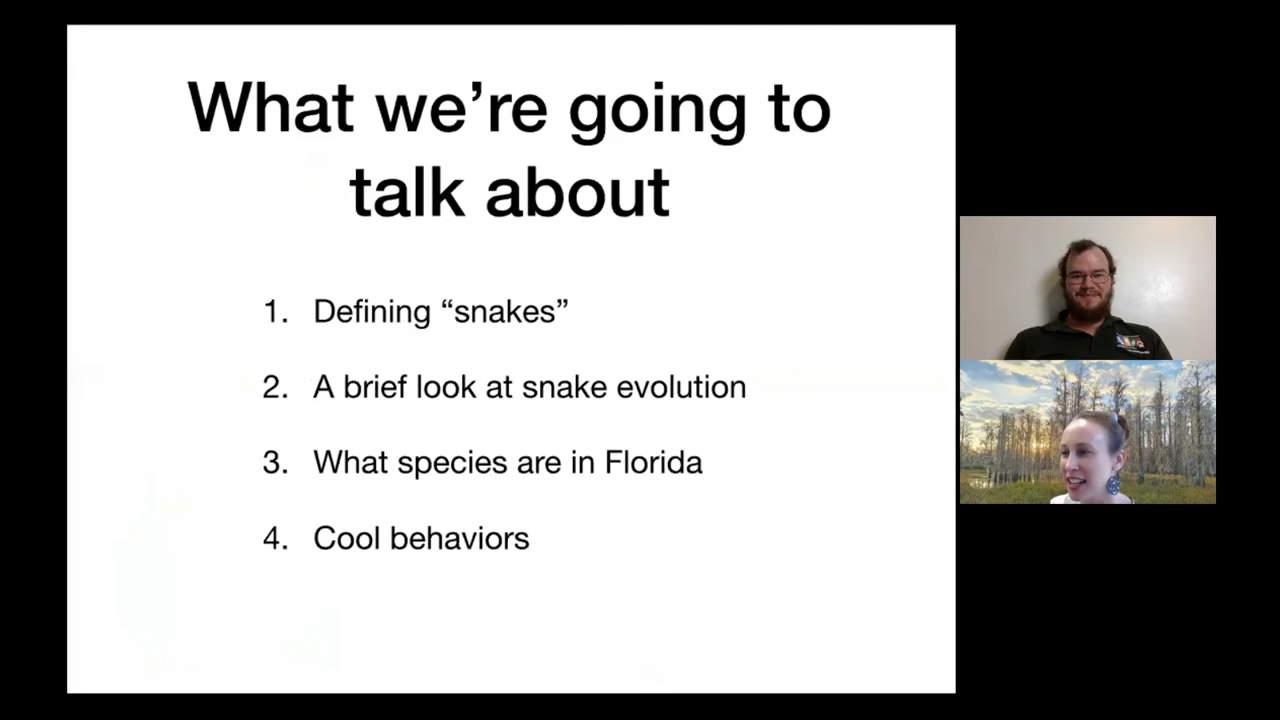 What we're going to
talk about
1. Defining “snakes”
2. A brief look at snake evolution
3. What species are in Florida
4. Cool behaviors